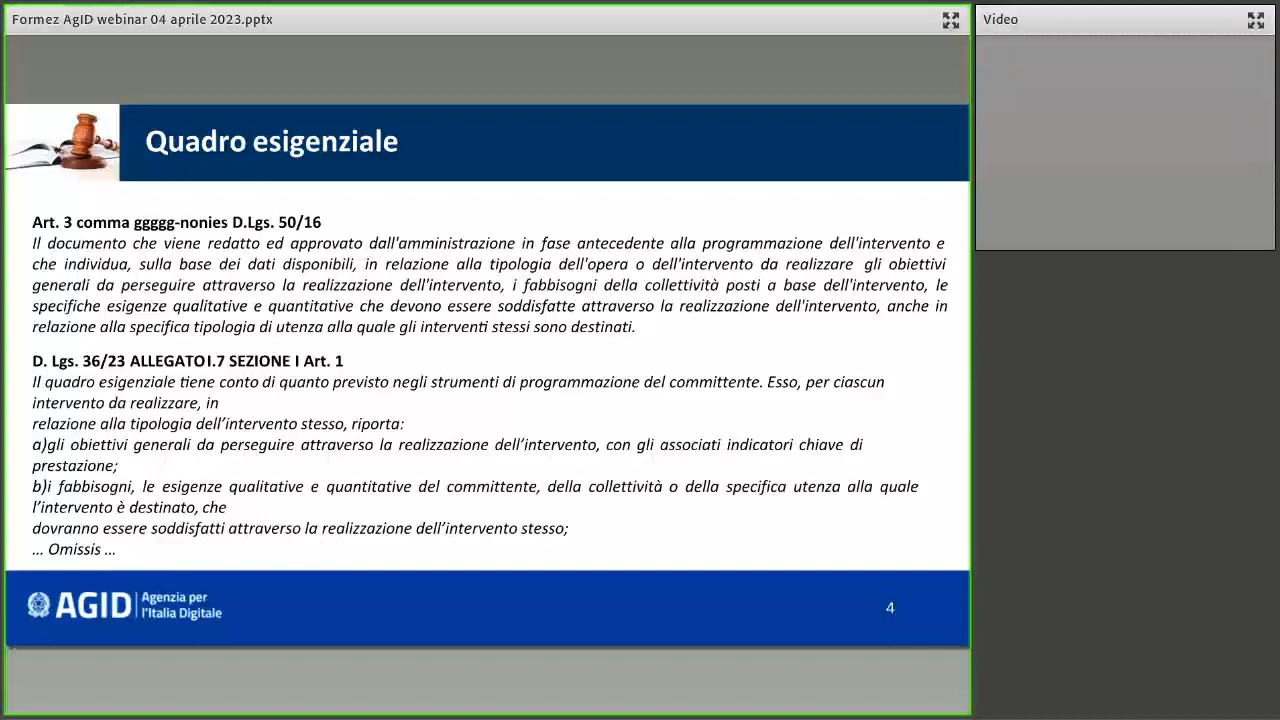 Formez AgID webinar 04 aprile 2023.pptx
Video
Quadro esigenziale
Art. 3 comma ggggg-nonies D.Lgs. 50/16
Il documento che viene redatto ed approvato dall'amministrazione in fase antecedente alla programmazione dell'intervento e
che individua, sulla base dei dati disponibili, in relazione alla tipologia dell'opera o dell'intervento da realizzare gli obiettivi
generali da perseguire attraverso la realizzazione dell'intervento, i fabbisogni della collettività posti a base dell'intervento, le
specifiche esigenze qualitative e quantitative che devono essere soddisfatte attraverso la realizzazione dell'intervento, anche in
relazione alla specifica tipologia di utenza alla quale gli interventi stessi sono destinati.
D. Lgs. 36/23 ALLEGATO I.7 SEZIONE I Art. 1
Il quadro esigenziale tiene conto di quanto previsto negli strumenti di programmazione del committente. Esso, per ciascun
intervento da realizzare, in
relazione alla tipologia dell’intervento stesso, riporta:
a)gli obiettivi generali da perseguire attraverso la realizzazione dell’intervento, con gli associati indicatori chiave di
prestazione;
b)i fabbisogni, le esigenze qualitative e quantitative del committente, della collettività o della specifica utenza alla quale
l’intervento è destinato, che
dovranno essere soddisfatti attraverso la realizzazione dell’intervento stesso;
… Omissis …
AGID Agenzia per
l’Italia Digitale
4